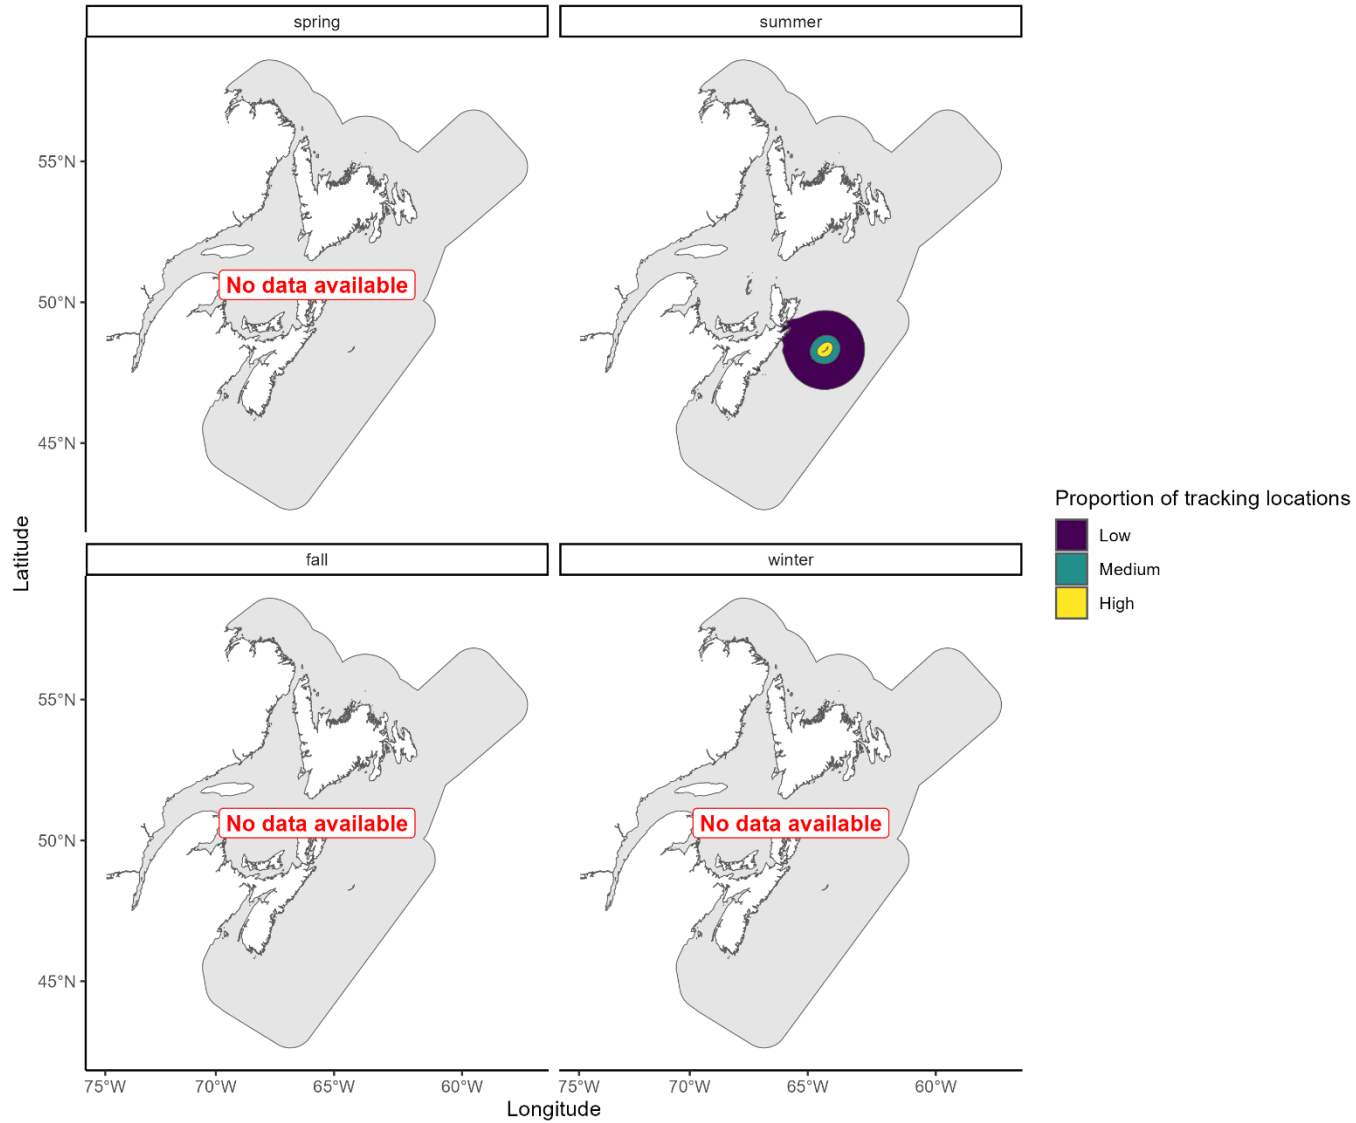 spring
summer
55°N
50°N
45°N
No data available
Latitude
Proportion of tracking locations
Low
Medium
High
fall
winter
55°N
50°N
45°N
No data available
No data available
75°W 70°W 65°W 60°W
75°W 70°W 65°W 60°W
Longitude